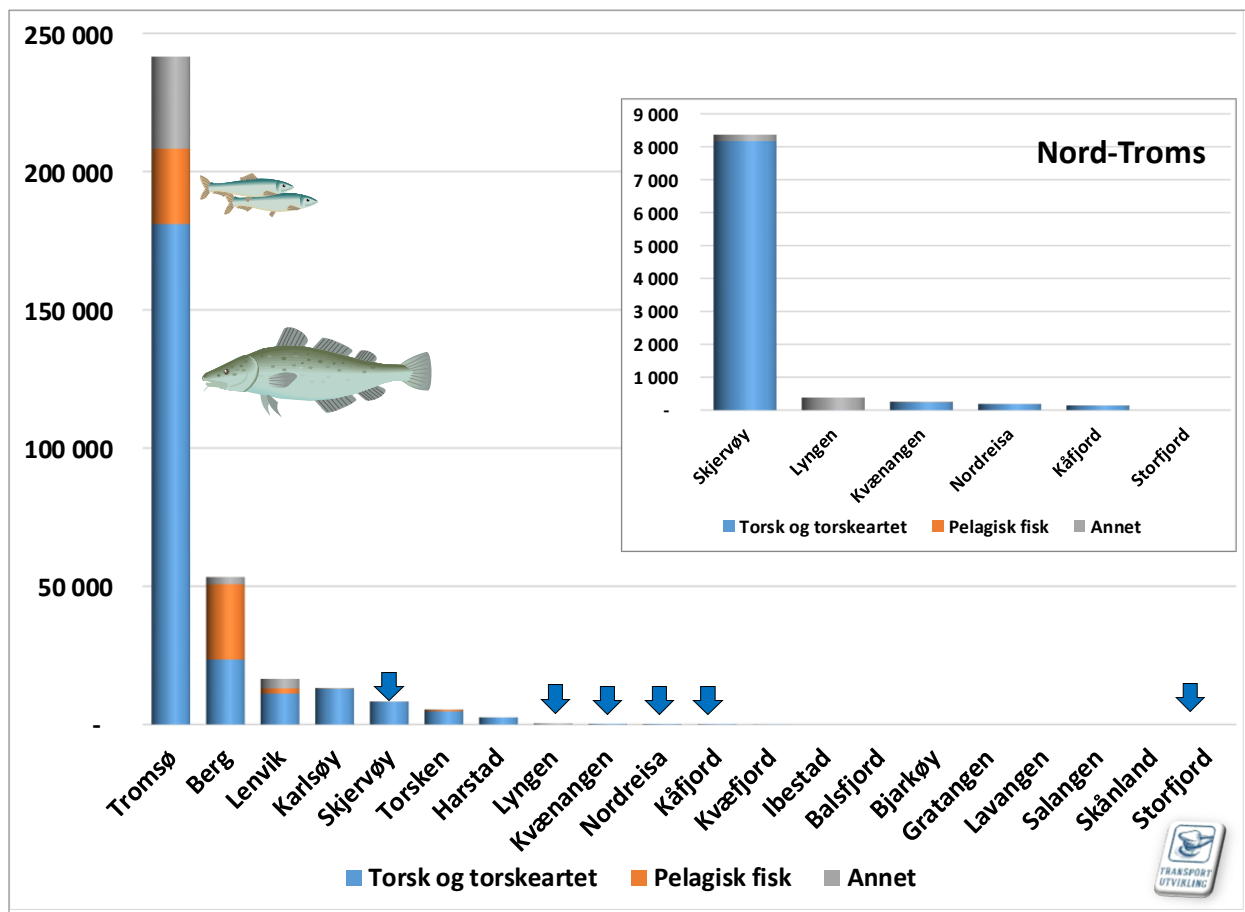 250 000
200 000
150 000
100 000
50 000
-
Nord-Troms
9 000
8 000
7 000
6 000
5 000
4 000
3 000
2 000
1 000
-
Skjervøy
Lyngen
Kvænangen
Nordreisa
Kåfjord
Storfjord
Torsk og torskeartet Pelagisk fisk Annet
Tromsø
Berg
Lenvik
Karlsøy
Skjervøy
Torsken
Harstad
Lyngen
Kvænangen
Nordreisa
Kåfjord
Kvæfjord
Ibestad
Balsfjord
Bjarkøy
Gratangen
Lavangen
Salangen
Skånland
Storfjord
Torsk og torskeartet Pelagisk fisk Annet
TRANSPORT
UTVIKLING